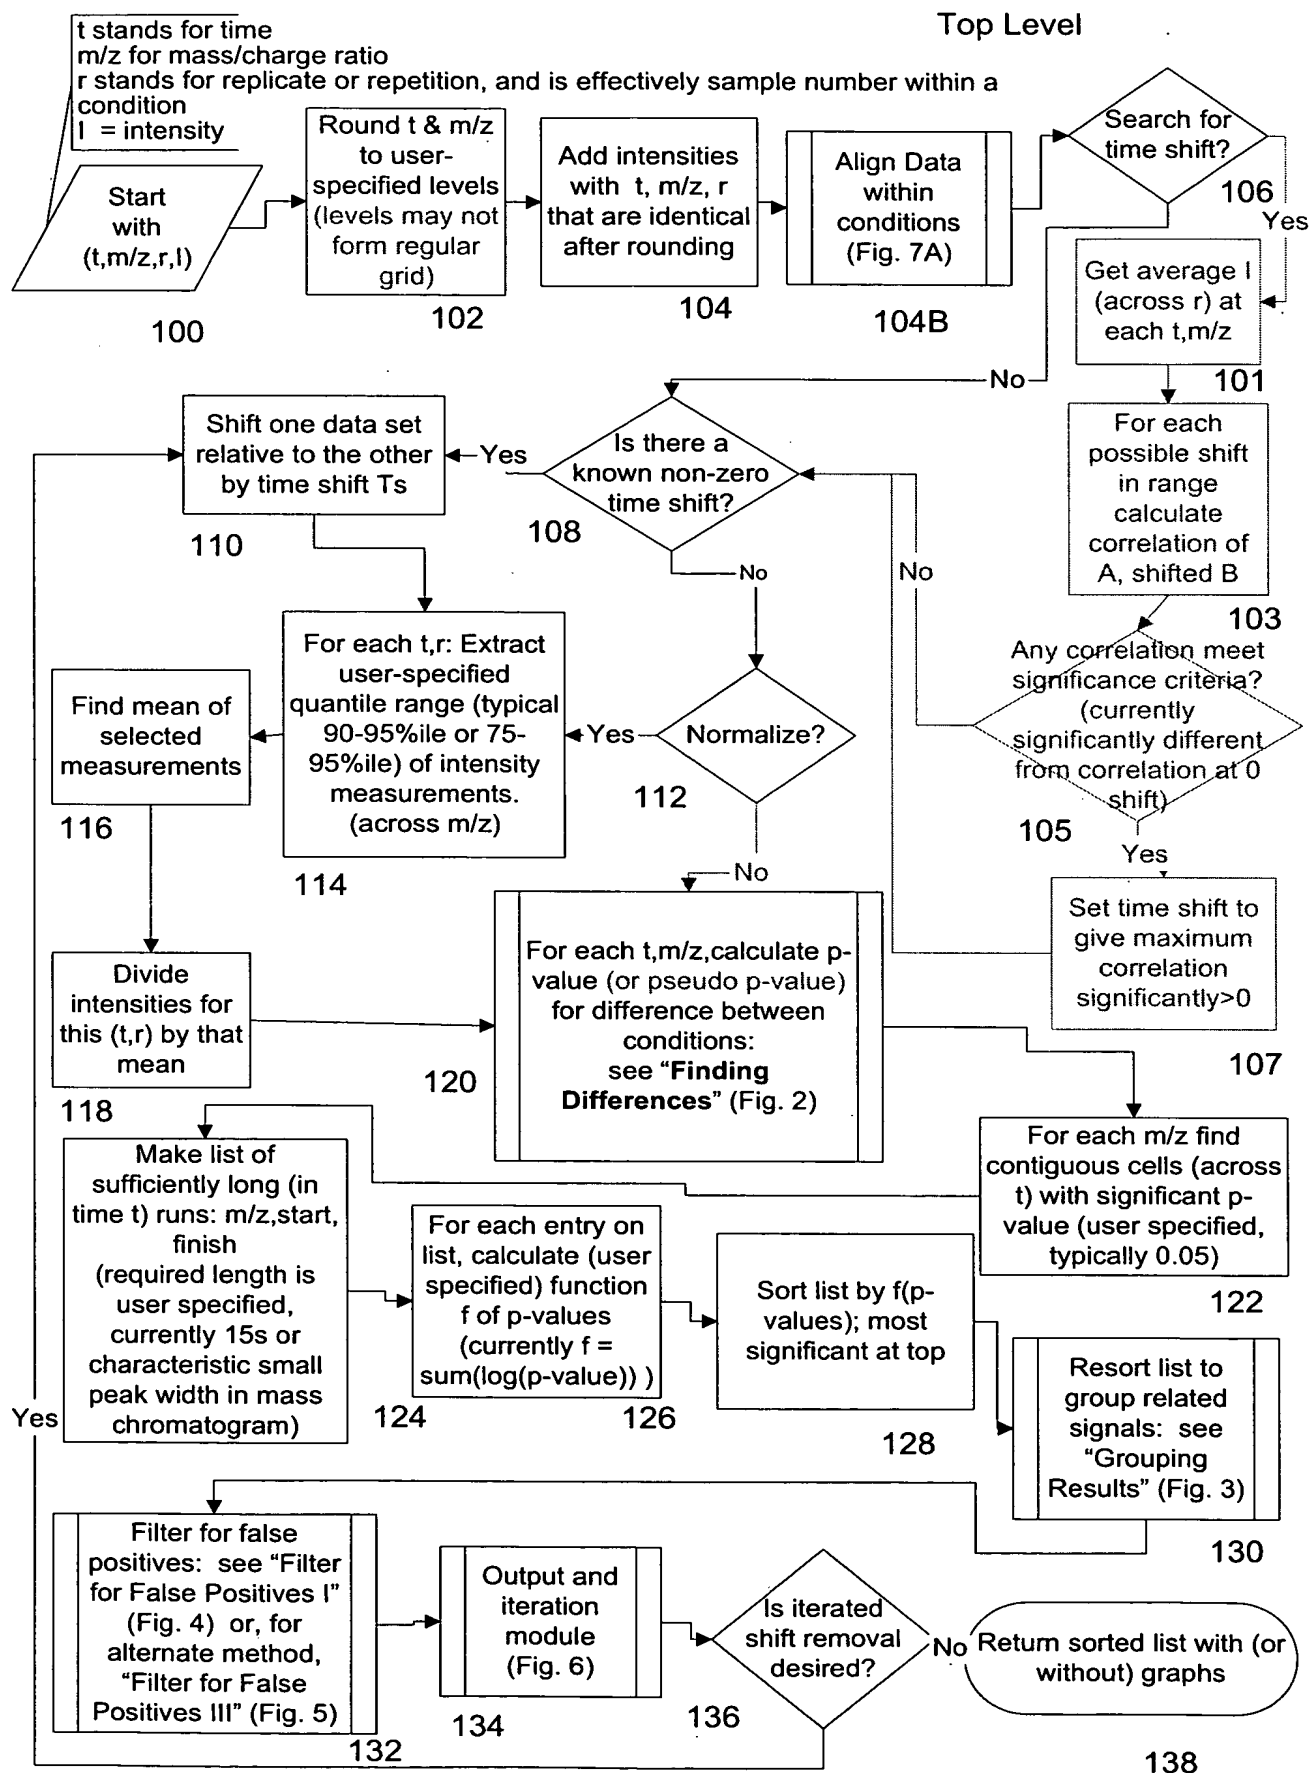 Top Level
t stands for time
m/z for mass/charge ratio
r stands for replicate or repetition, and is effectively sample number within a
condition
I = intensity
Start
with
(t,m/z,r,I)
100
Round t & m/z
to user-
specified levels
(levels may not
form regular
grid)
102
Add intensities
with t, m/z, r
that are identical
after rounding
104
Align Data
within
conditions
(Fig. 7A)
104B
Search for
time shift?
106
Yes
No
Get average I
(across r) at
each t,m/z
101
For each
possible shift
in range
calculate
correlation of
A, shifted B
103
Any correlation meet
significance criteria?
(currently
significantly different
from correlation at 0
shift)
105
No
Yes
Set time shift to
give maximum
correlation
significantly>0
107
Is there a
known non-zero
time shift?
108
Yes
No
Shift one data set
relative to the other
by time shift Ts
110
Normalize?
112
Yes
No
For each t,r: Extract
user-specified
quantile range (typical
90-95%ile or 75-
95%ile) of intensity
measurements.
(across m/z)
114
Find mean of
selected
measurements
116
Divide
intensities for
this (t,r) by that
mean
118
For each t,m/z,calculate p-
value (or pseudo p-value)
for difference between
conditions:
see “Finding
Differences” (Fig. 2)
120
For each m/z find
contiguous cells (across
t) with significant p-
value (user specified,
typically 0.05)
122
Make list of
sufficiently long (in
time t) runs: m/z,start,
finish
(required length is
user specified,
currently 15s or
characteristic small
peak width in mass
chromatogram)
124
For each entry on
list, calculate (user
specified) function
f of p-values
(currently f =
sum(log(p-value)) )
126
Sort list by f(p-
values); most
significant at top
128
Resort list to
group related
signals: see
“Grouping
Results” (Fig. 3)
130
Filter for false
positives: see “Filter
for False Positives I”
(Fig. 4) or, for
alternate method,
“Filter for False
Positives III” (Fig. 5)
132
Output and
iteration
module
(Fig. 6)
134
Is iterated
shift removal
desired?
136
Yes
No
Return sorted list with (or
without) graphs
138